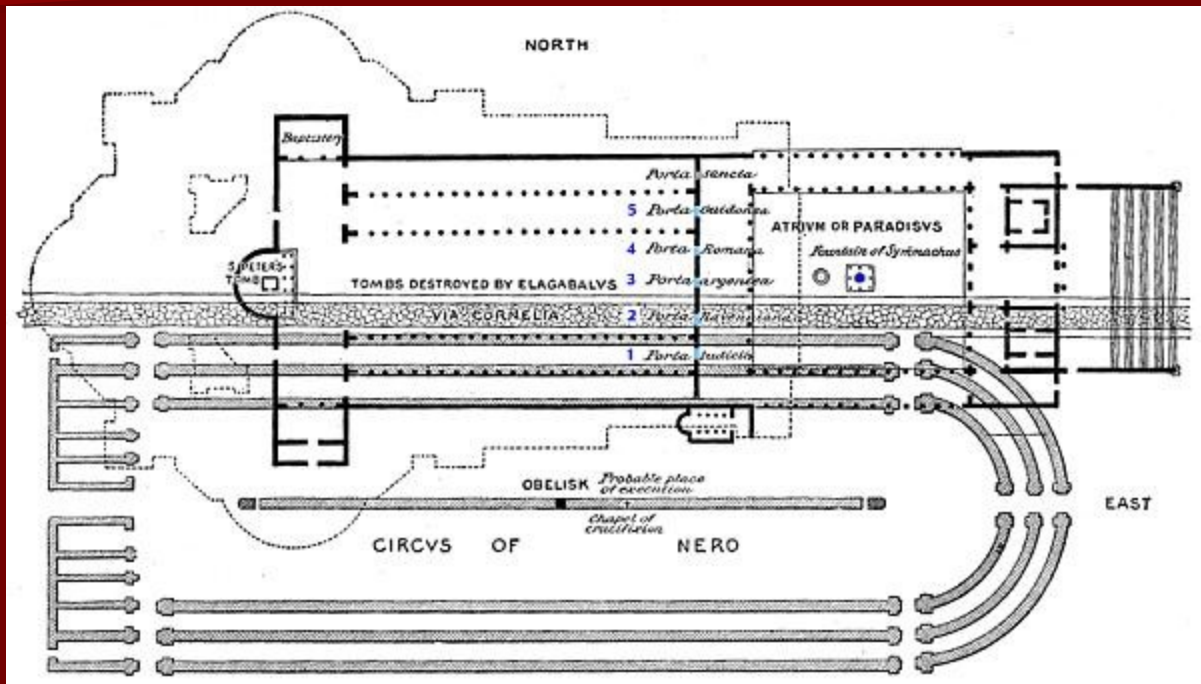 NORTH
Baptistery
Porta Sancta
5 Porta Guidonea
ATRIVM OR PARADISVS
4 Porta Romana
Fountain of Symmachus
S. PETER'S
TOMB
TOMBS DESTROYED BY ELAGABALVS
3 Porta argentea
VIA CORNELIA
2 Porta Ravenniana
1 Porta Iudicii
OBELISK
Probable place
of execution
Chapel of
crucifixion
EAST
CIRCVS OF NERO